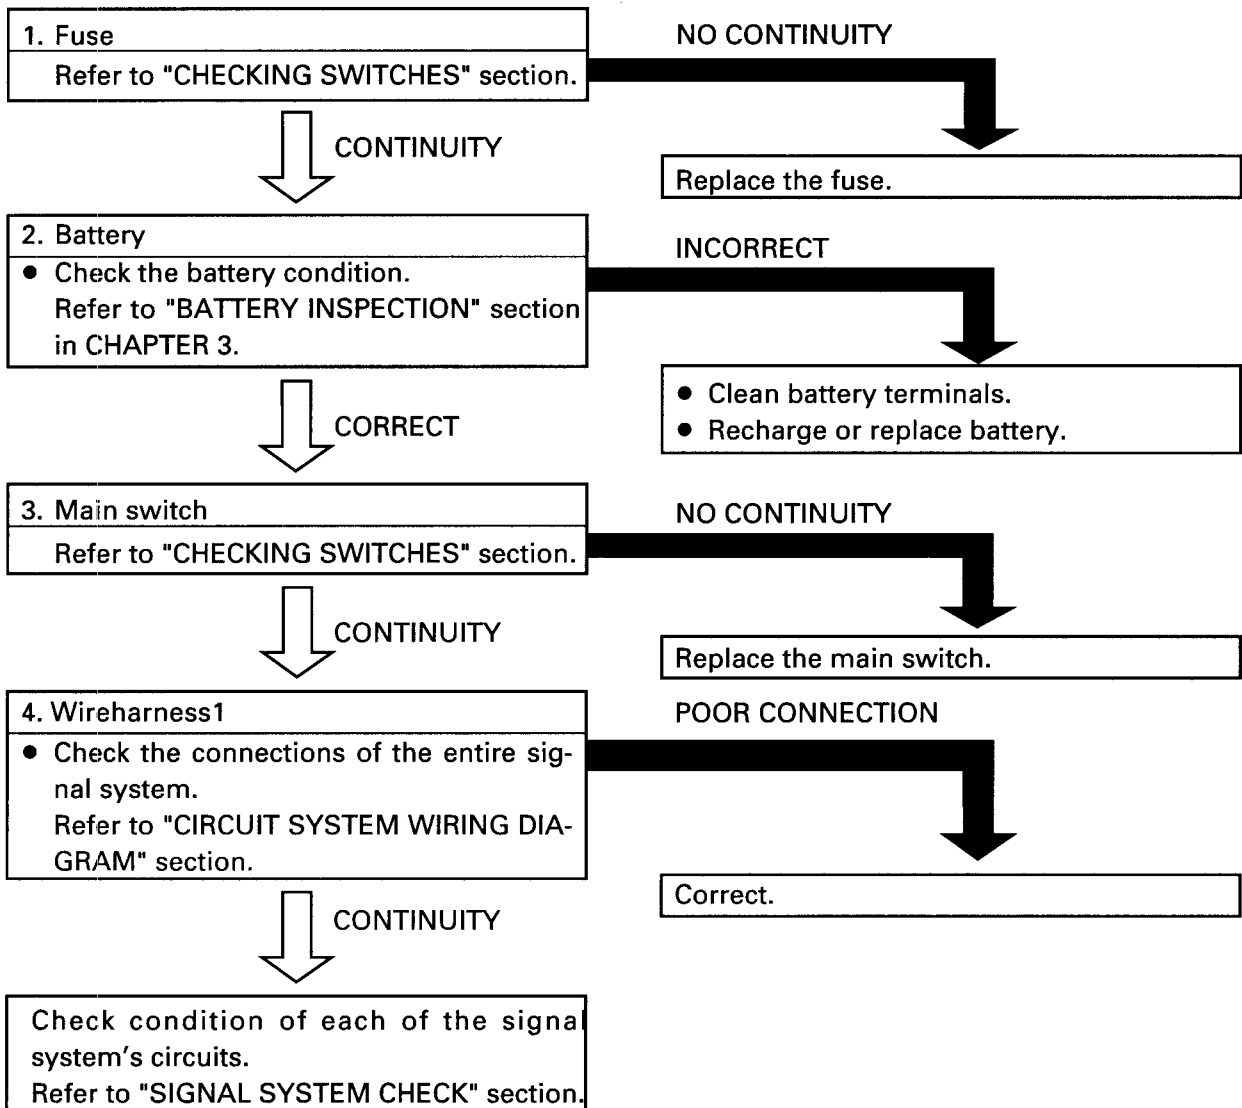 1. Fuse
Refer to "CHECKING SWITCHES" section.
NO CONTINUITY
CONTINUITY
Replace the fuse.
2. Battery
● Check the battery condition.
Refer to "BATTERY INSPECTION" section
in CHAPTER 3.
INCORRECT
CORRECT
● Clean battery terminals.
● Recharge or replace battery.
3. Main switch
Refer to "CHECKING SWITCHES" section.
NO CONTINUITY
CONTINUITY
Replace the main switch.
4. Wireharness1
● Check the connections of the entire sig-
nal system.
Refer to "CIRCUIT SYSTEM WIRING DIA-
GRAM" section.
POOR CONNECTION
CONTINUITY
Correct.
Check condition of each of the signal
system's circuits.
Refer to "SIGNAL SYSTEM CHECK" section.